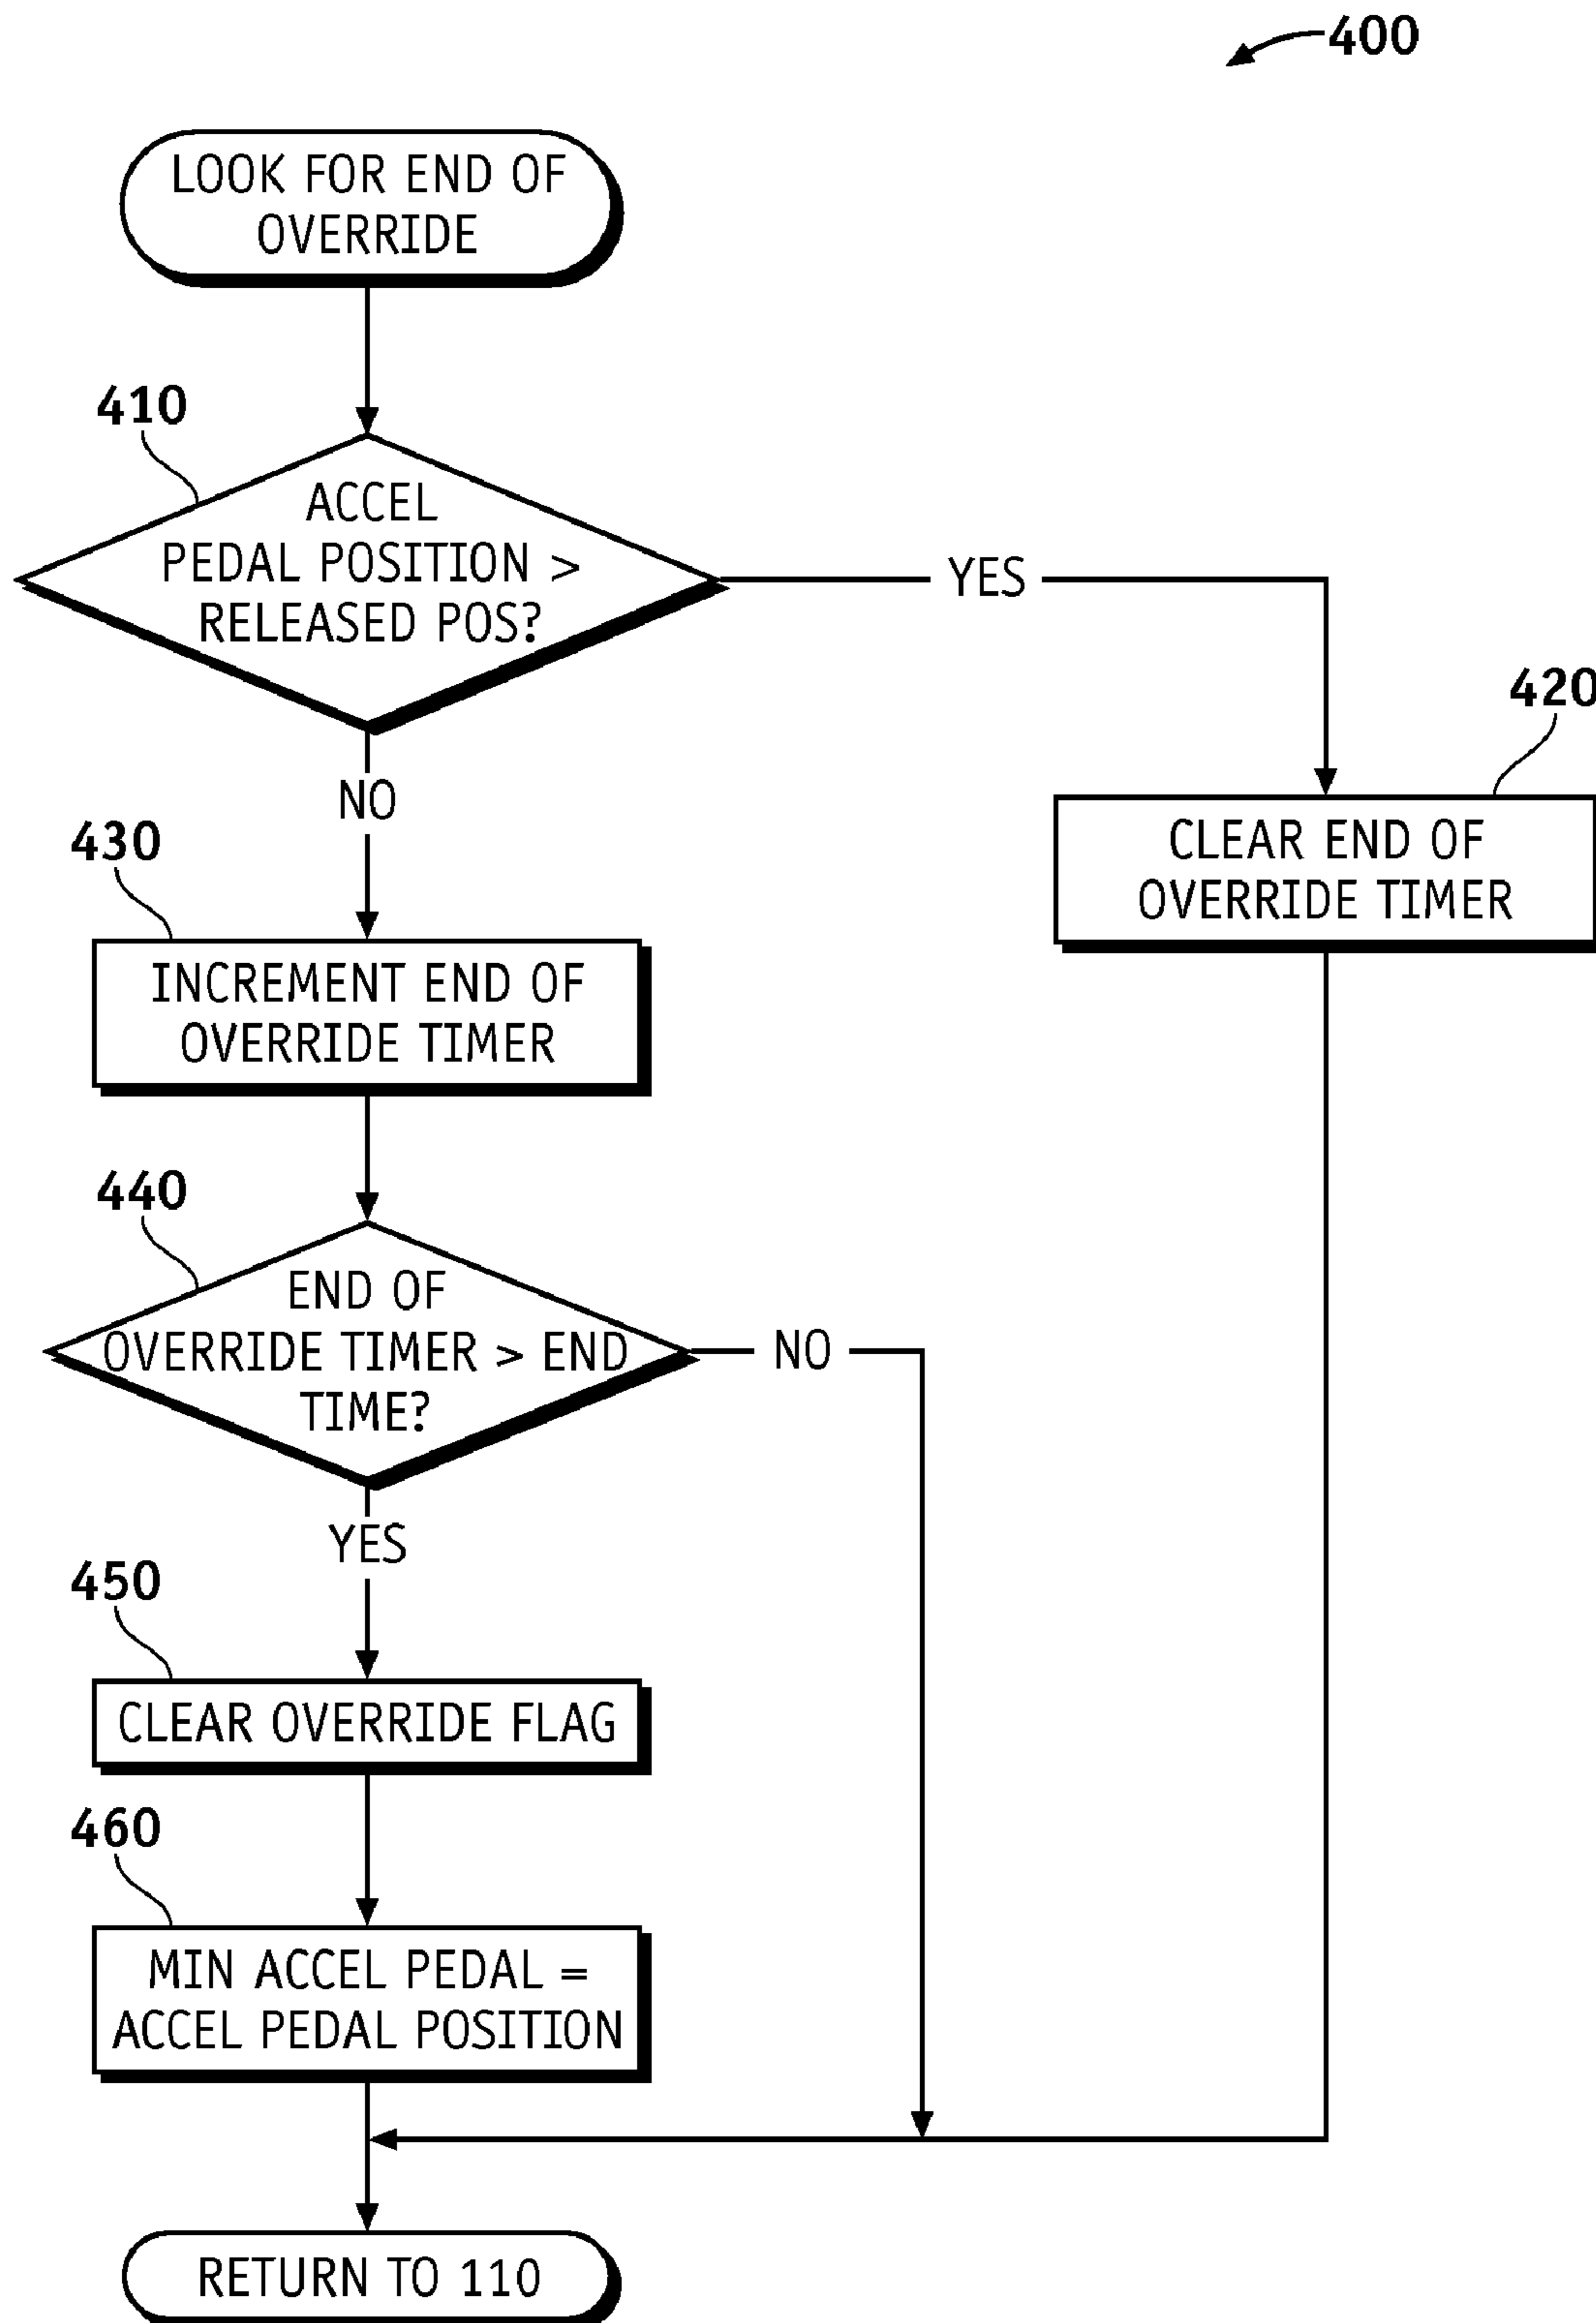 400
LOOK FOR END OF
OVERRIDE
410
ACCEL
PEDAL POSITION >
RELEASED POS?
YES
NO
420
CLEAR END OF
OVERRIDE TIMER
430
INCREMENT END OF
OVERRIDE TIMER
440
END OF
OVERRIDE TIMER > END
TIME?
NO
YES
450
CLEAR OVERRIDE FLAG
460
MIN ACCEL PEDAL =
ACCEL PEDAL POSITION
RETURN TO 110